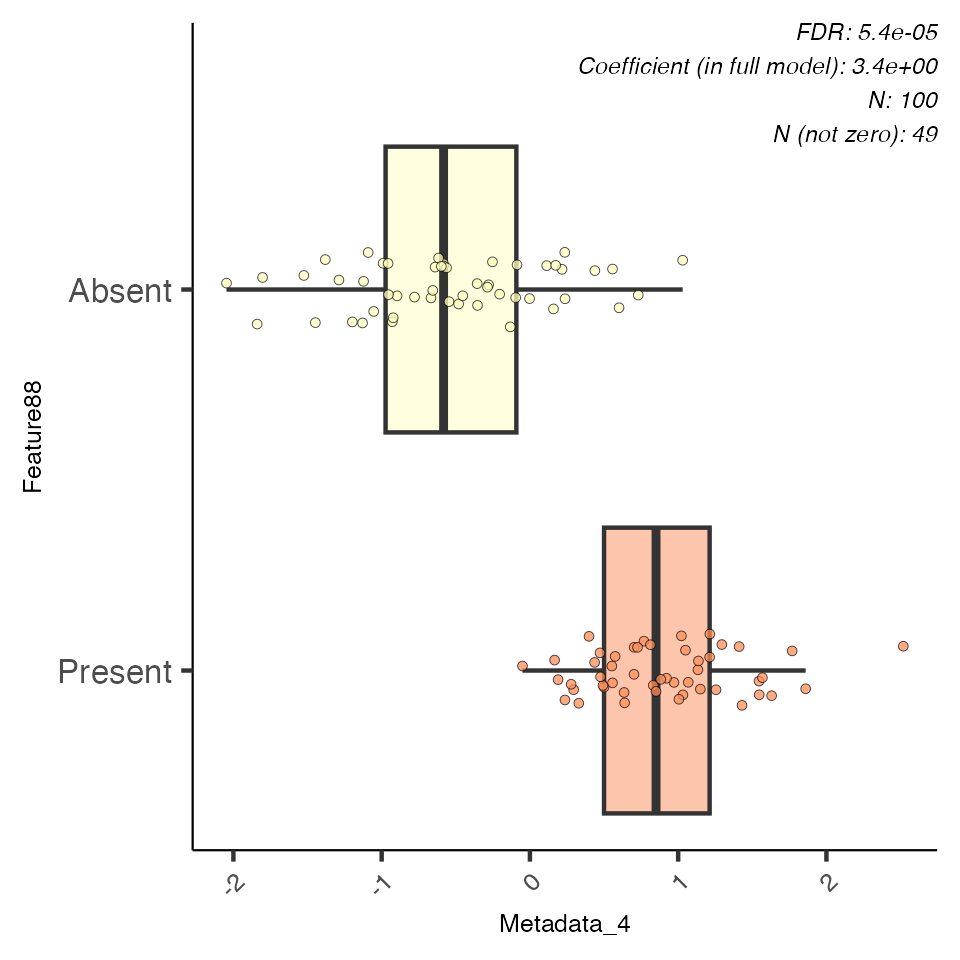 FDR: 5.4e-05
Coefficient (in full model): 3.4e+00
N: 100
N (not zero): 49
Absent
Feature88
Present
-2
-1
0
1
2
Metadata_4